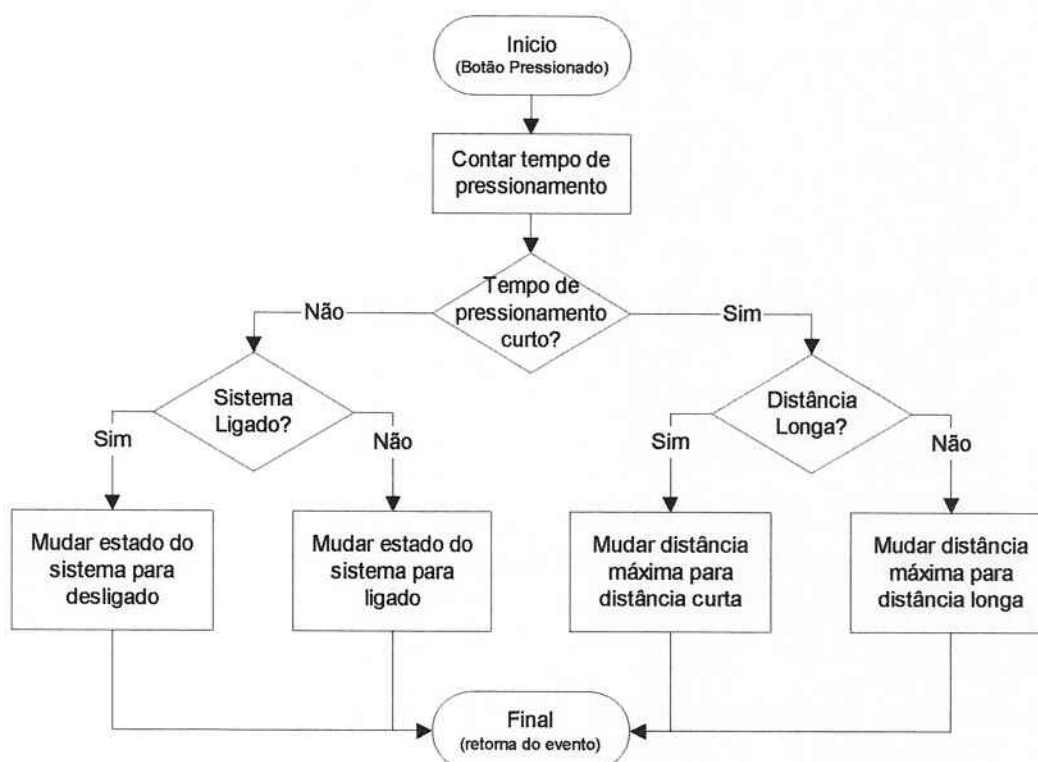 Inicio
(Botão Pressionado)
Contar tempo de
pressionamento
Tempo de
pressionamento
curto?
Não
Sim
Sistema
Ligado?
Distância
Longa?
Sim
Não
Sim
Não
Mudar estado do
sistema para
desligado
Mudar estado do
sistema para
ligado
Mudar distância
máxima para
distância curta
Mudar distância
máxima para
distância longa
Final
(retorna do evento)